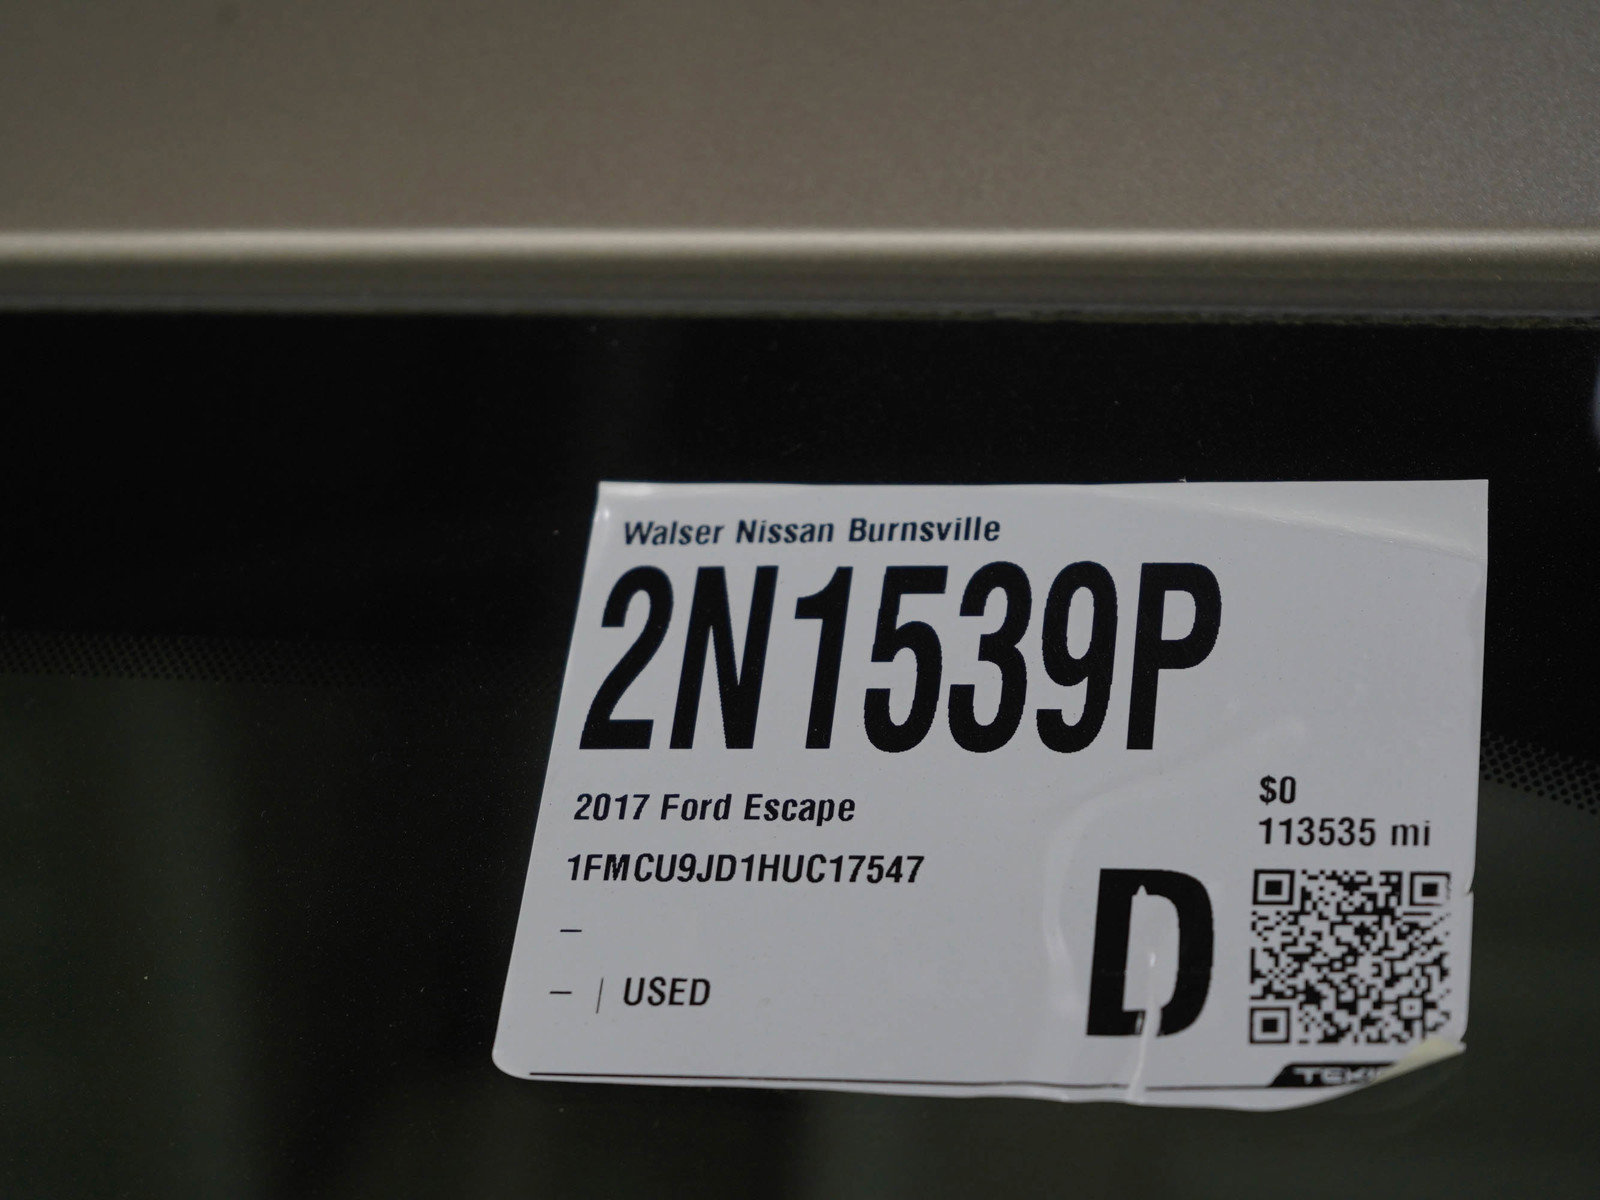 Walser Nissan Burnsville
2N1539P
2017 Ford Escape
1FMCU9JD1HUC17547
$0
113535 mi
–
– | USED
D